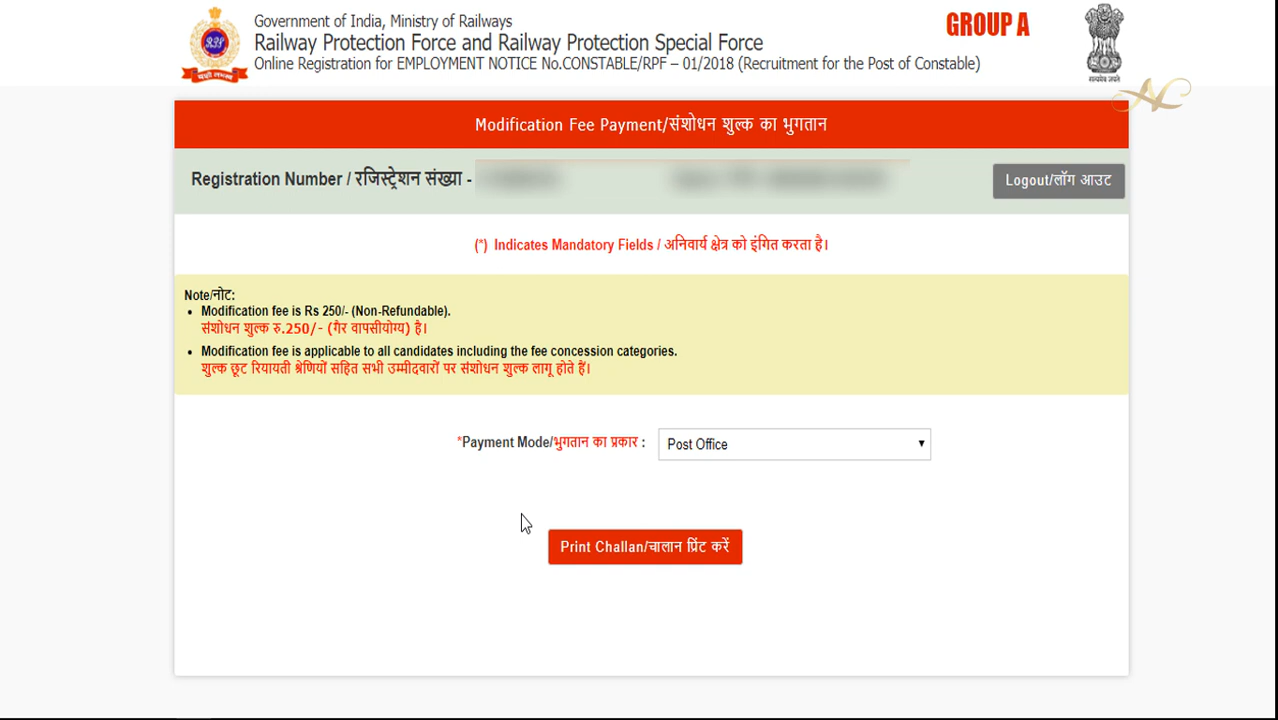 Government of India, Ministry of Railways
GROUP A
Railway Protection Force and Railway Protection Special Force
Online Registration for EMPLOYMENT NOTICE No.CONSTABLE/RPF – 01/2018 (Recruitment for the Post of Constable)
Modification Fee Payment/संशोधन शुल्क का भुगतान
Registration Number / रजिस्ट्रेशन संख्या -
Logout/लॉग आउट
(*) Indicates Mandatory Fields / अनिवार्य क्षेत्र को इंगित करता है।
Note/नोट:
• Modification fee is Rs 250/- (Non-Refundable).
संशोधन शुल्क रु.250/- (गैर वापसीयोग्य) है।
• Modification fee is applicable to all candidates including the fee concession categories.
शुल्क छूट रियायती श्रेणियों सहित सभी उम्मीदवारों पर संशोधन शुल्क लागू होते हैं।
*Payment Mode/भुगतान का प्रकार : Post Office
Print Challan/चालान प्रिंट करें